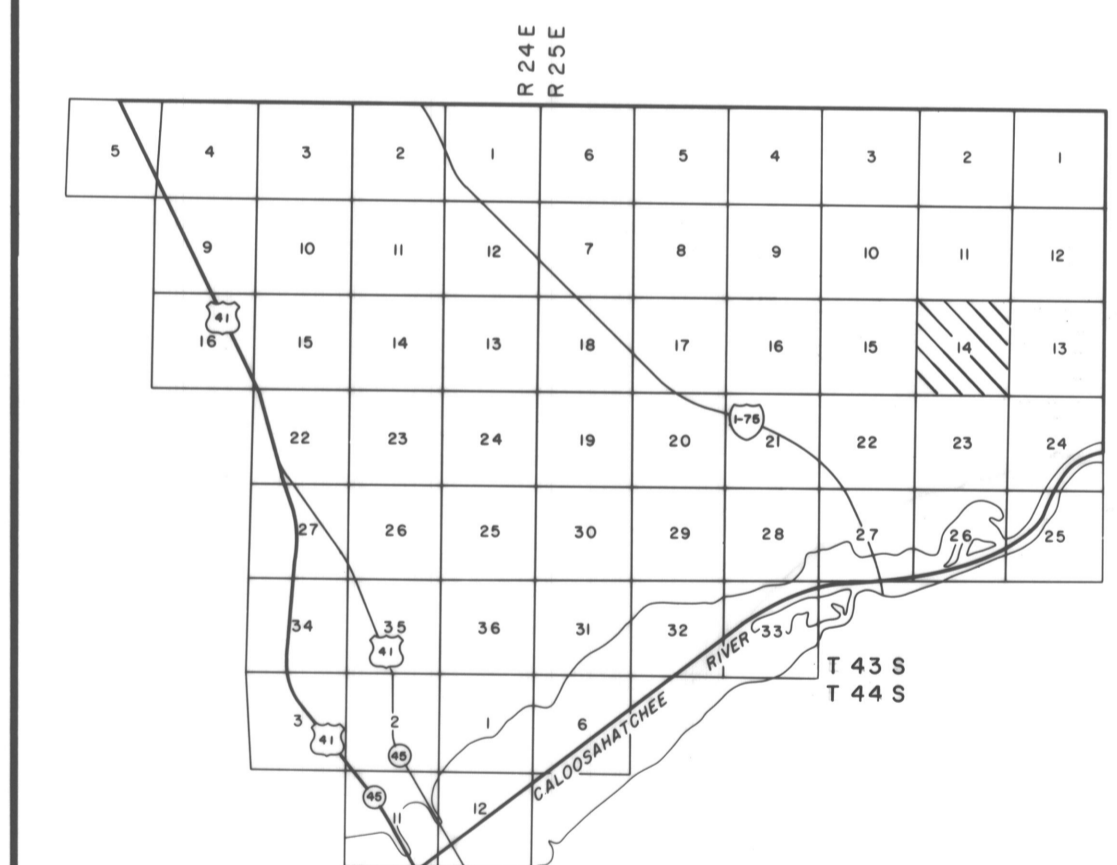 R 24 E
R 25 E
5 4 3 2 1 6 5 4 3 2 1
9 10 11 12 7 8 9 10 11 12
41
16 15 14 13 18 17 16 15 14 13
I-75
22 23 24 19 20 21 22 23 24
27 26 25 30 29 28 27 26 25
34 35 36 31 32 33
41
T 43 S
T 44 S
3 2 1 6
41
45
45
11 12
CALOOSAHATCHEE RIVER